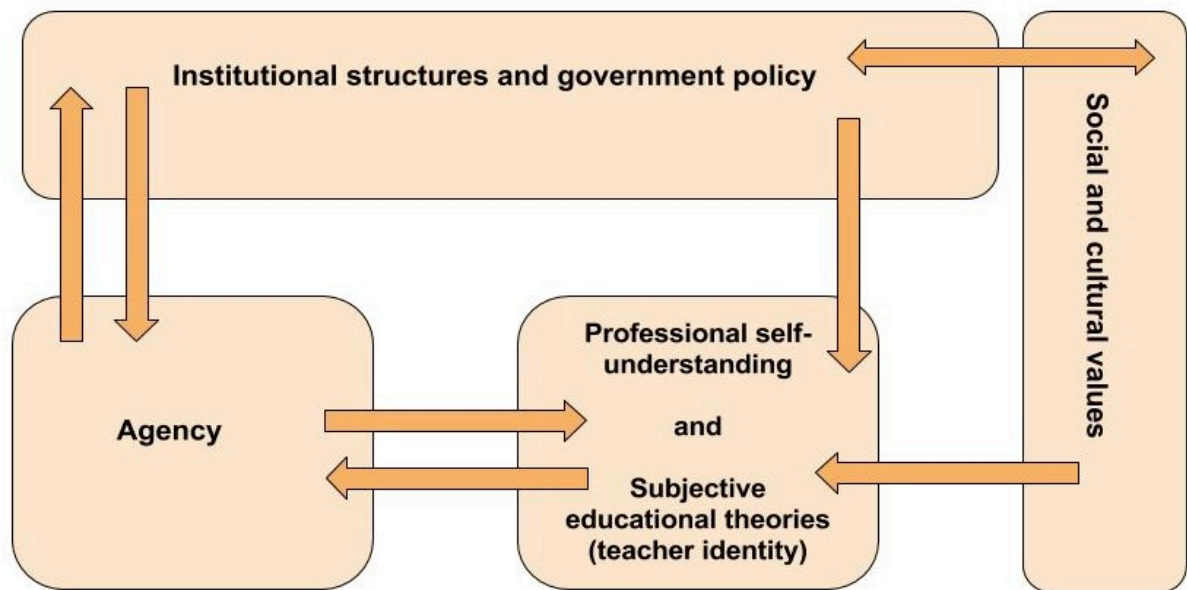 Institutional structures and government policy
Social and cultural values
Agency
Professional self-
understanding
and
Subjective
educational theories
(teacher identity)